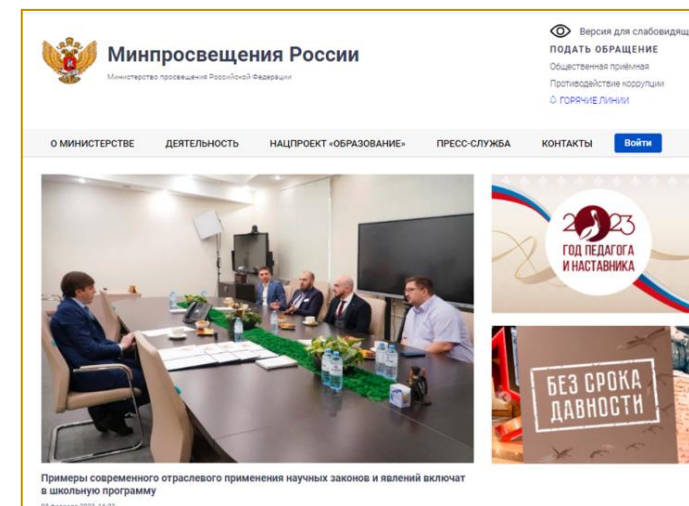 Версия для слабовидящ
ПОДАТЬ ОБРАЩЕНИЕ
Общественная приёмная
Противодействие коррупции
ГОРЯЧИЕ ЛИНИИ
Минпросвещения России
Министерство просвещения Российской Федерации
О МИНИСТЕРСТВЕ ДЕЯТЕЛЬНОСТЬ НАЦПРОЕКТ «ОБРАЗОВАНИЕ» ПРЕСС-СЛУЖБА КОНТАКТЫ Войти
2023
ГОД ПЕДАГОГА
И НАСТАВНИКА
БЕЗ СРОКА
ДАВНОСТИ
Примеры современного отраслевого применения научных законов и явлений включат
в школьную программу